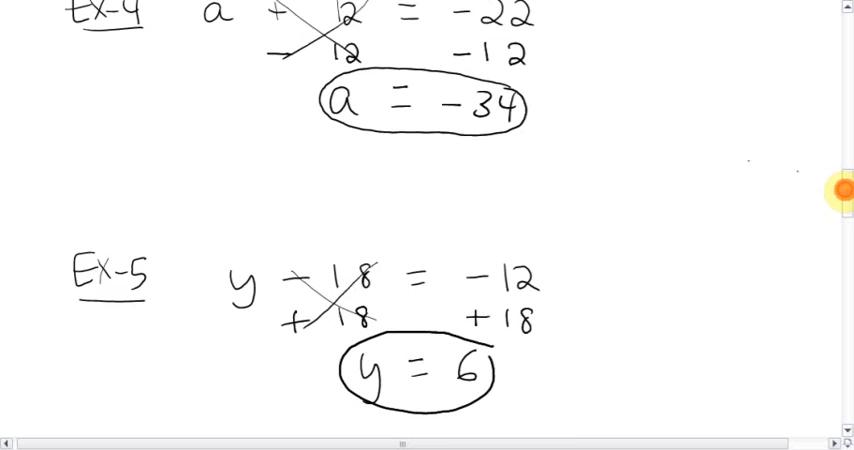 Ex-4 a + 12 = -22
- 12 -12
a = -34
Ex-5 y - 18 = -12
+ 18 +18
y = 6